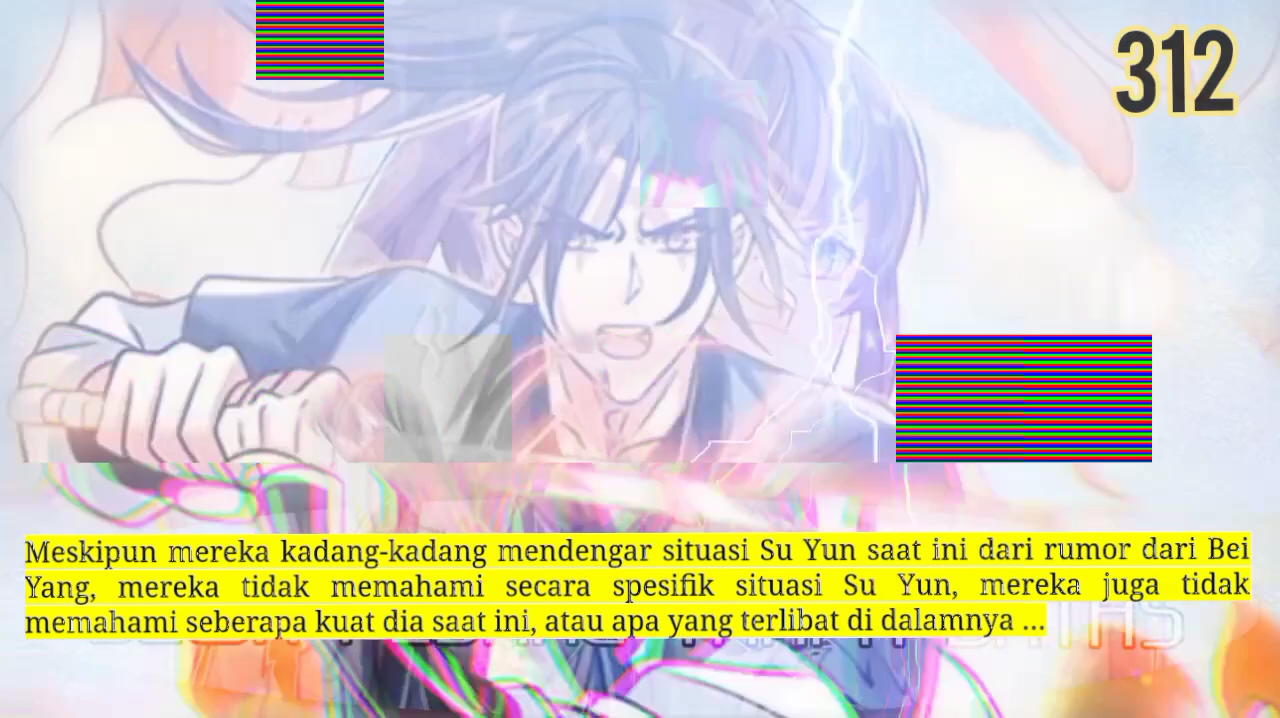 312
Meskipun mereka kadang-kadang mendengar situasi Su Yun saat ini dari rumor dari Bei
Yang, mereka tidak memahami secara spesifik situasi Su Yun, mereka juga tidak
memahami seberapa kuat dia saat ini, atau apa yang terlibat di dalamnya ...